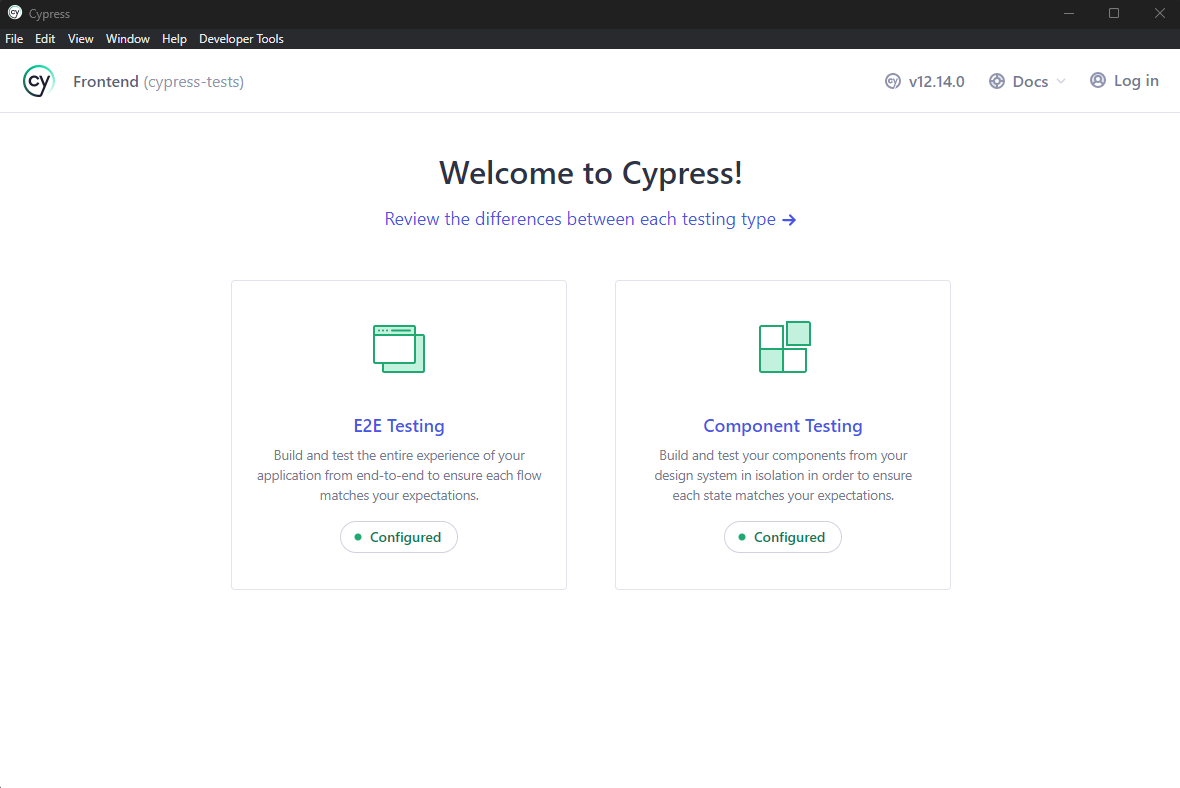 Cypress
File Edit View Window Help Developer Tools
cy Frontend (cypress-tests) v12.14.0 Docs Log in
Welcome to Cypress!
Review the differences between each testing type →
E2E Testing
Build and test the entire experience of your
application from end-to-end to ensure each flow
matches your expectations.
Configured
Component Testing
Build and test your components from your
design system in isolation in order to ensure
each state matches your expectations.
Configured